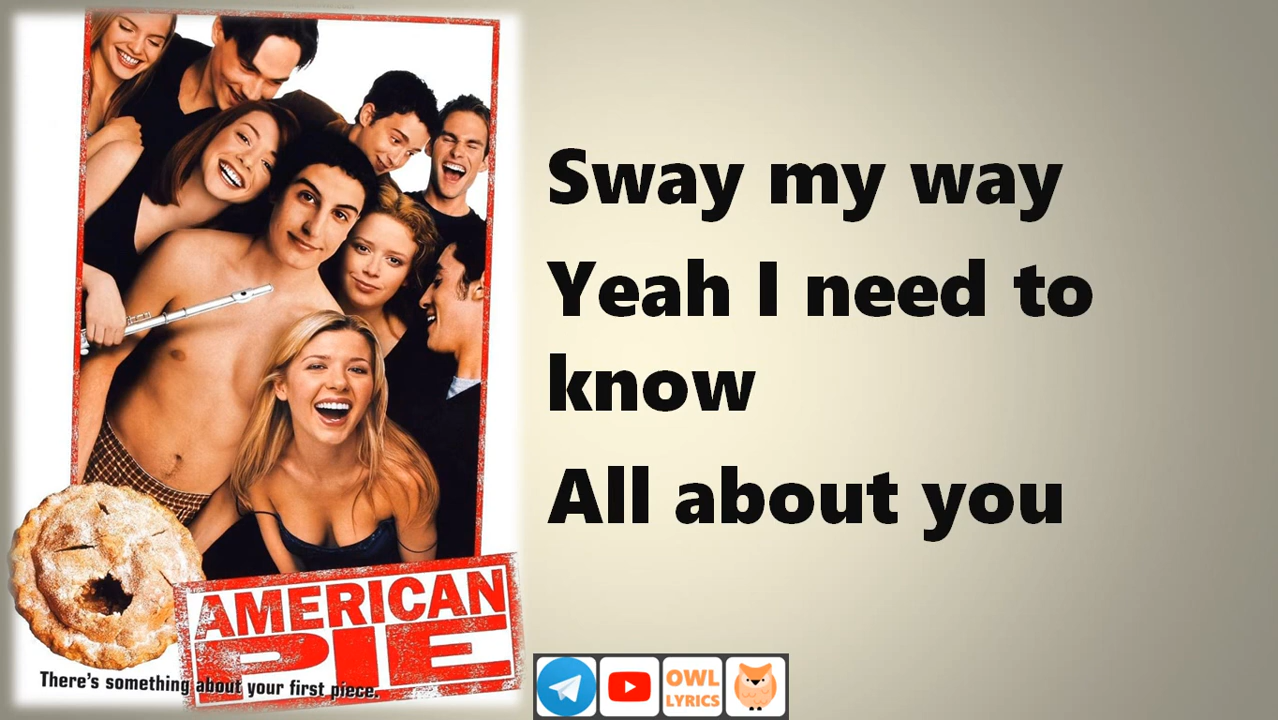 Sway my way
Yeah I need to
know
All about you
AMERICAN
PIE
There's something about your first piece.
OWL
LYRICS